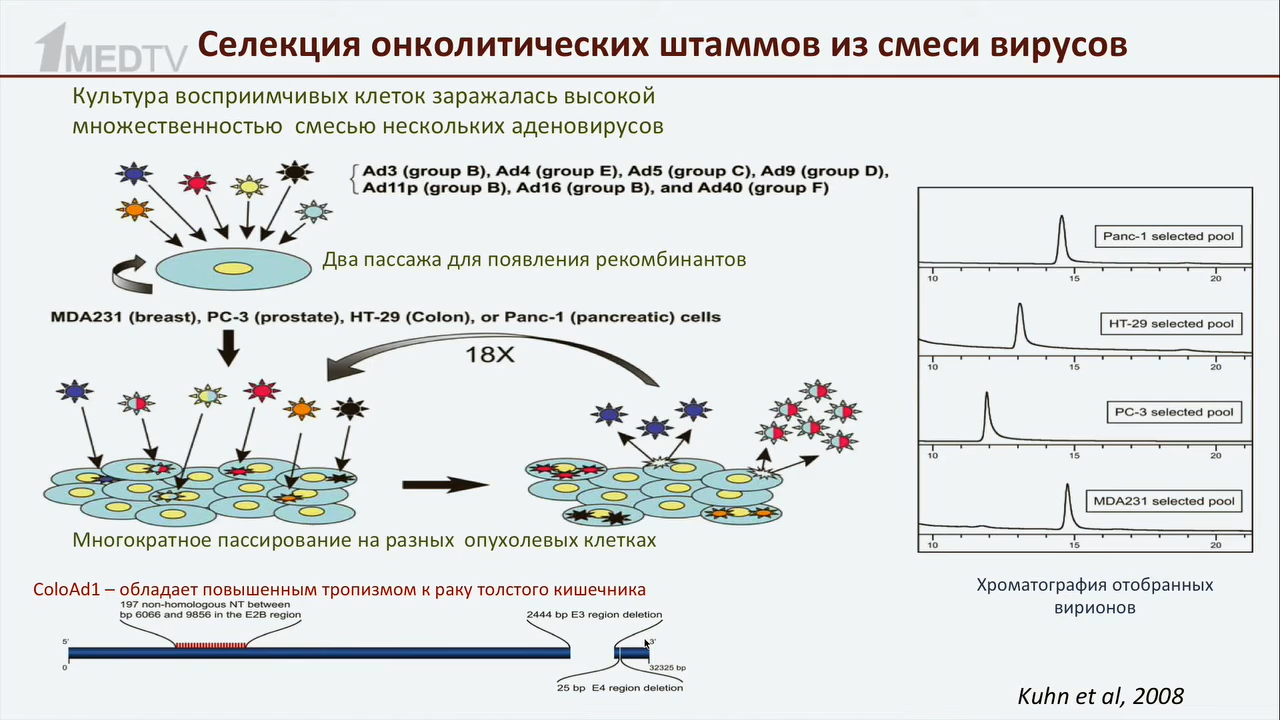 1MEDTV
Селекция онколитических штаммов из смеси вирусов
Культура восприимчивых клеток заражалась высокой
множественностью смесью нескольких аденовирусов
Ad3 (group B), Ad4 (group E), Ad5 (group C), Ad9 (group D),
Ad11p (group B), Ad16 (group B), and Ad40 (group F)
Два пассажа для появления рекомбинантов
MDA231 (breast), PC-3 (prostate), HT-29 (Colon), or Panc-1 (pancreatic) cells
18X
Многократное пассирование на разных опухолевых клетках
Panc-1 selected pool
10 15 20
HT-29 selected pool
10 15 20
PC-3 selected pool
10 15 20
MDA231 selected pool
10 15 20
Хроматография отобранных
вирионов
ColoAd1 – обладает повышенным тропизмом к раку толстого кишечника
197 non-homologous NT between
bp 6066 and 9856 in the E2B region
2444 bp E3 region deletion
5' 3'
0 32325 bp
25 bp E4 region deletion
Kuhn et al, 2008